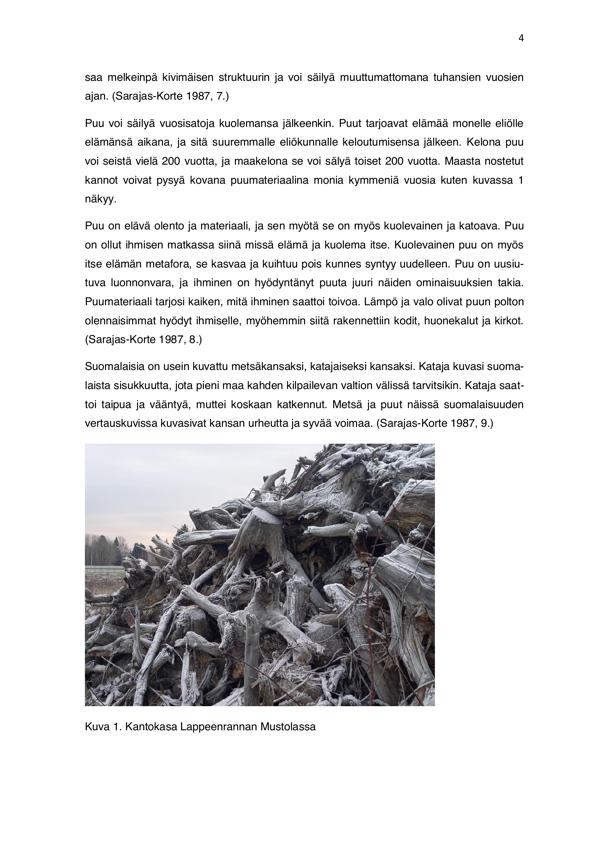 4
saa melkeinpä kivimäisen struktuurin ja voi säilyä muuttumattomana tuhansien vuosien
ajan. (Sarajas-Korte 1987, 7.)
Puu voi säilyä vuosisatoja kuolemansa jälkeenkin. Puut tarjoavat elämää monelle eliölle
elämänsä aikana, ja sitä suuremmalle eliökunnalle keloutumisensa jälkeen. Kelona puu
voi seistä vielä 200 vuotta, ja maakelona se voi sälyä toiset 200 vuotta. Maasta nostetut
kannot voivat pysyä kovana puumateriaalina monia kymmeniä vuosia kuten kuvassa 1
näkyy.
Puu on elävä olento ja materiaali, ja sen myötä se on myös kuolevainen ja katoava. Puu
on ollut ihmisen matkassa siinä missä elämä ja kuolema itse. Kuolevainen puu on myös
itse elämän metafora, se kasvaa ja kuihtuu pois kunnes syntyy uudelleen. Puu on uusiu-
tuva luonnonvara, ja ihminen on hyödyntänyt puuta juuri näiden ominaisuuksien takia.
Puumateriaali tarjosi kaiken, mitä ihminen saattoi toivoa. Lämpö ja valo olivat puun polton
olennaisimmat hyödyt ihmiselle, myöhemmin siitä rakennettiin kodit, huonekalut ja kirkot.
(Sarajas-Korte 1987, 8.)
Suomalaisia on usein kuvattu metsäkansaksi, katajaiseksi kansaksi. Kataja kuvasi suoma-
laista sisukkuutta, jota pieni maa kahden kilpailevan valtion välissä tarvitsikin. Kataja saat-
toi taipua ja vääntyä, muttei koskaan katkennut. Metsä ja puut näissä suomalaisuuden
vertauskuvissa kuvasivat kansan urheutta ja syvää voimaa. (Sarajas-Korte 1987, 9.)
Kuva 1. Kantokasa Lappeenrannan Mustolassa